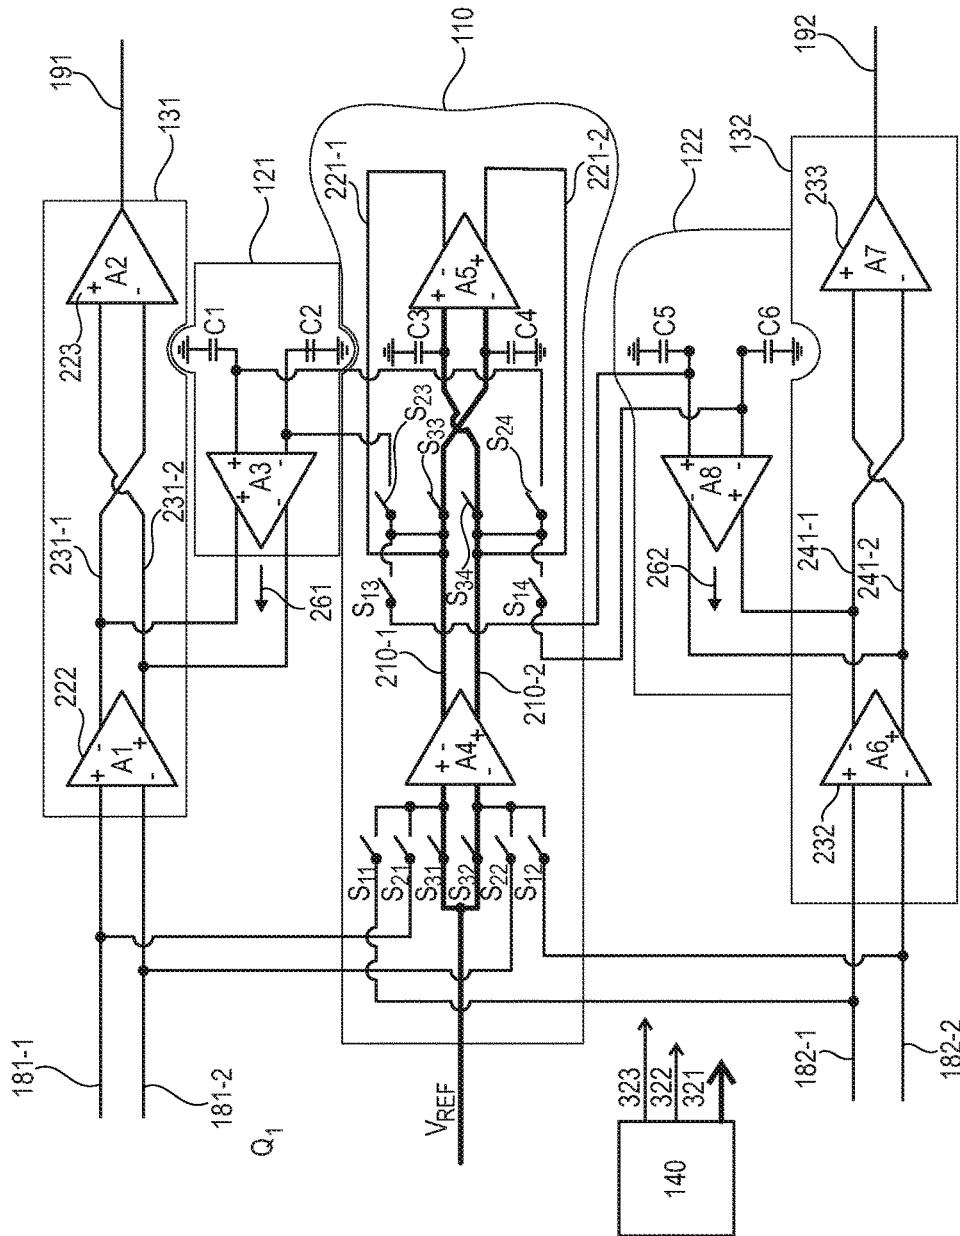 191
131
223
A2
+
-
231-1
231-2
222
A1
+
-
-
+
181-1
181-2
Q1
121
C1
C2
A3
+
-
-
+
261
110
221-1
221-2
A5
+
-
-
+
C3
C4
S23
S33
S24
S34
S13
S14
210-1
210-2
A4
+
-
-
+
S11
S21
S31
S32
S22
S12
VREF
122
C5
C6
A8
+
-
-
+
262
132
192
233
A7
+
-
241-1
241-2
232
A6
+
-
-
+
182-1
182-2
323
322
321
140